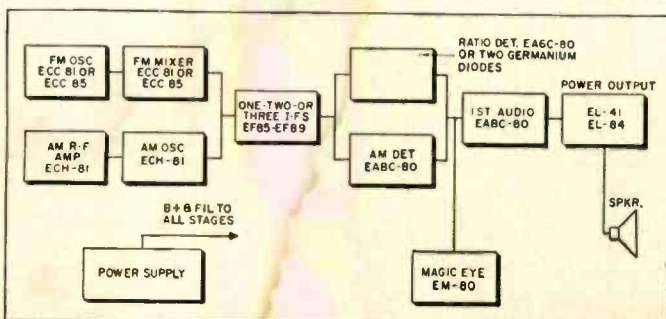 FM OSC
ECC 81 OR
ECC 85
FM MIXER
ECC 81 OR
ECC 85
AM R-F
AMP
ECH-81
AM OSC
ECH-81
ONE-TWO-OR
THREE I-FS
EF85-EF89
RATIO DET. EA6C-80
OR TWO GERMANIUM
DIODES
AM DET
EABC-80
1ST AUDIO
EABC-80
POWER OUTPUT
EL-41
EL-84
SPKR.
MAGIC EYE
EM-80
B+ & FIL TO
ALL STAGES
POWER SUPPLY